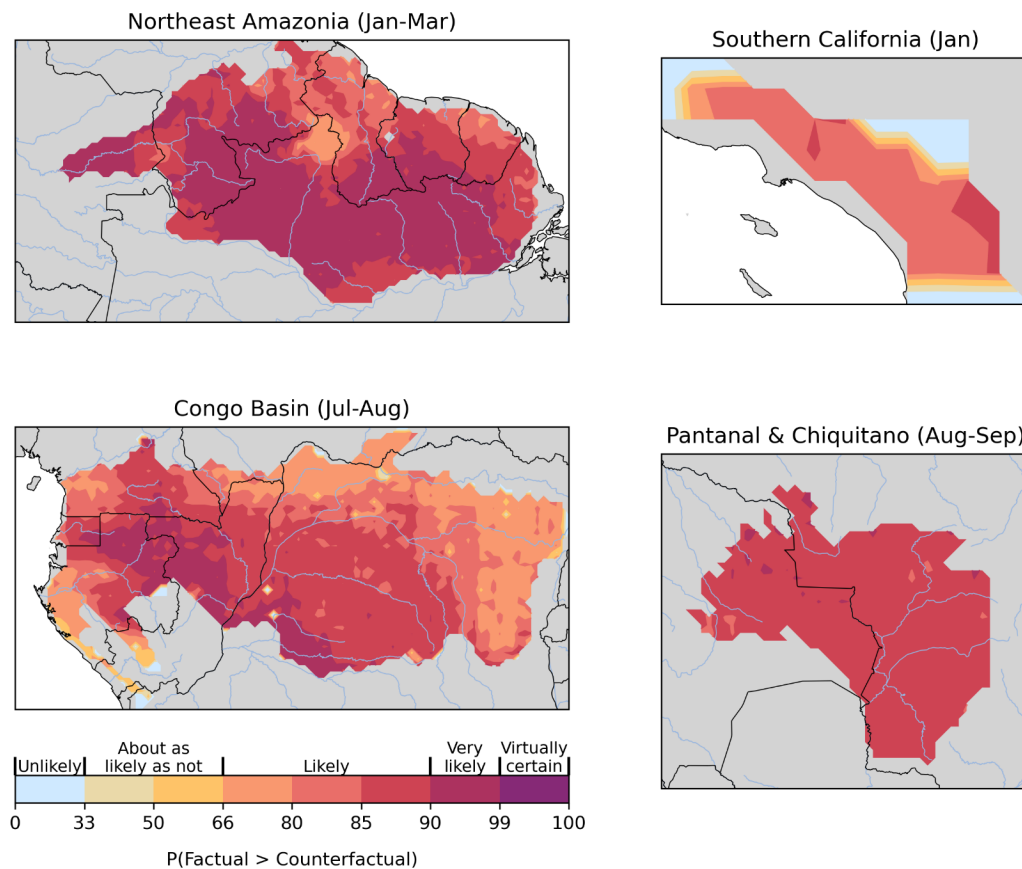 Northeast Amazonia (Jan-Mar)
Southern California (Jan)
Congo Basin (Jul-Aug)
Pantanal & Chiquitano (Aug-Sep)
Unlikely
About as
likely as not
Likely
Very
likely
Virtually
certain
0 33 50 66 80 85 90 99 100
P(Factual > Counterfactual)